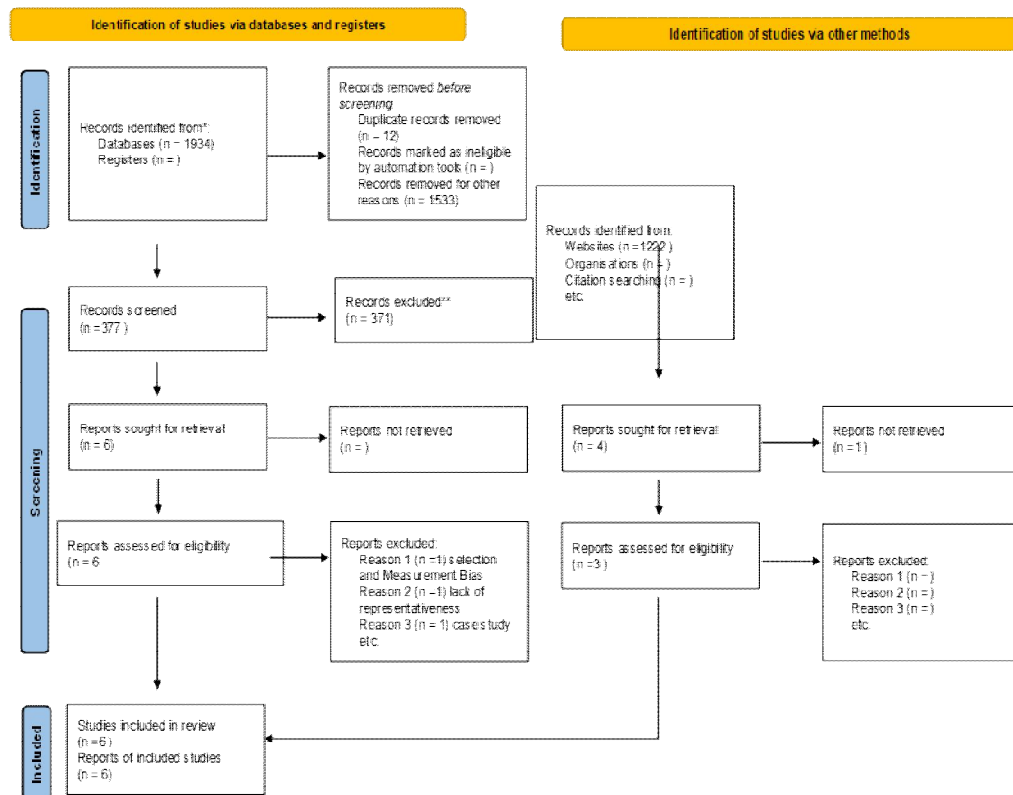 Identification of studies via databases and registers
Identification of studies via other methods
Identification
Records identified from*:
Databases (n = 1934)
Registers (n = )
Records removed before
screening
Duplicate records removed
(n = 12)
Records marked as ineligible
by automation tools (n = )
Records removed for other
reasons (n = 1533)
Records identified from:
Websites (n =1222 )
Organisations (n = )
Citation searching (n = )
etc.
Screening
Records screened
(n =377 )
Records excluded**
(n = 371)
Reports sought for retrieval
(n = 6)
Reports not retrieved
(n = )
Reports sought for retrieval
(n = 4)
Reports not retrieved
(n =1 )
Reports assessed for eligibility
(n = 6
Reports excluded:
Reason 1 (n =1) selection
and Measurement Bias
Reason 2 (n =1) lack of
representativeness
Reason 3 (n = 1) case study
etc.
Reports assessed for eligibility
(n =3 )
Reports excluded:
Reason 1 (n = )
Reason 2 (n = )
Reason 3 (n = )
etc.
Included
Studies included in review
(n =6 )
Reports of included studies
(n = 6)